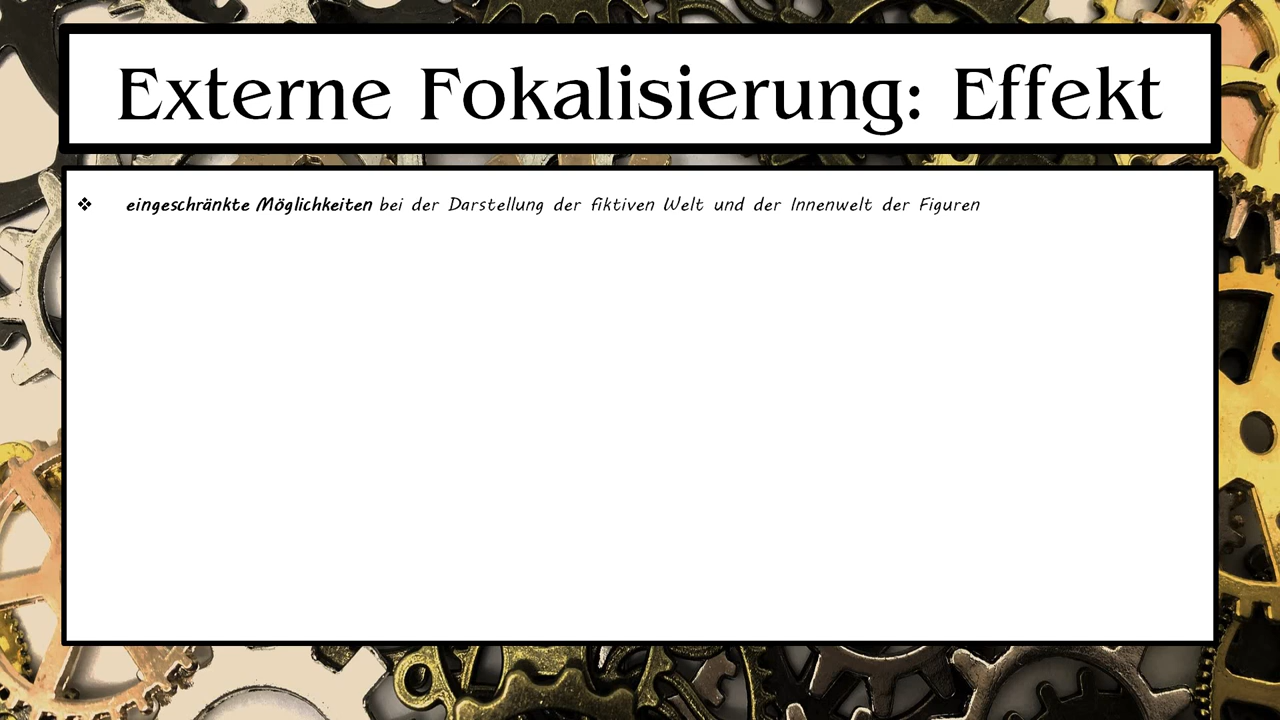 Externe Fokalisierung: Effekt
❖ eingeschränkte Möglichkeiten bei der Darstellung der fiktiven Welt und der Innenwelt der Figuren